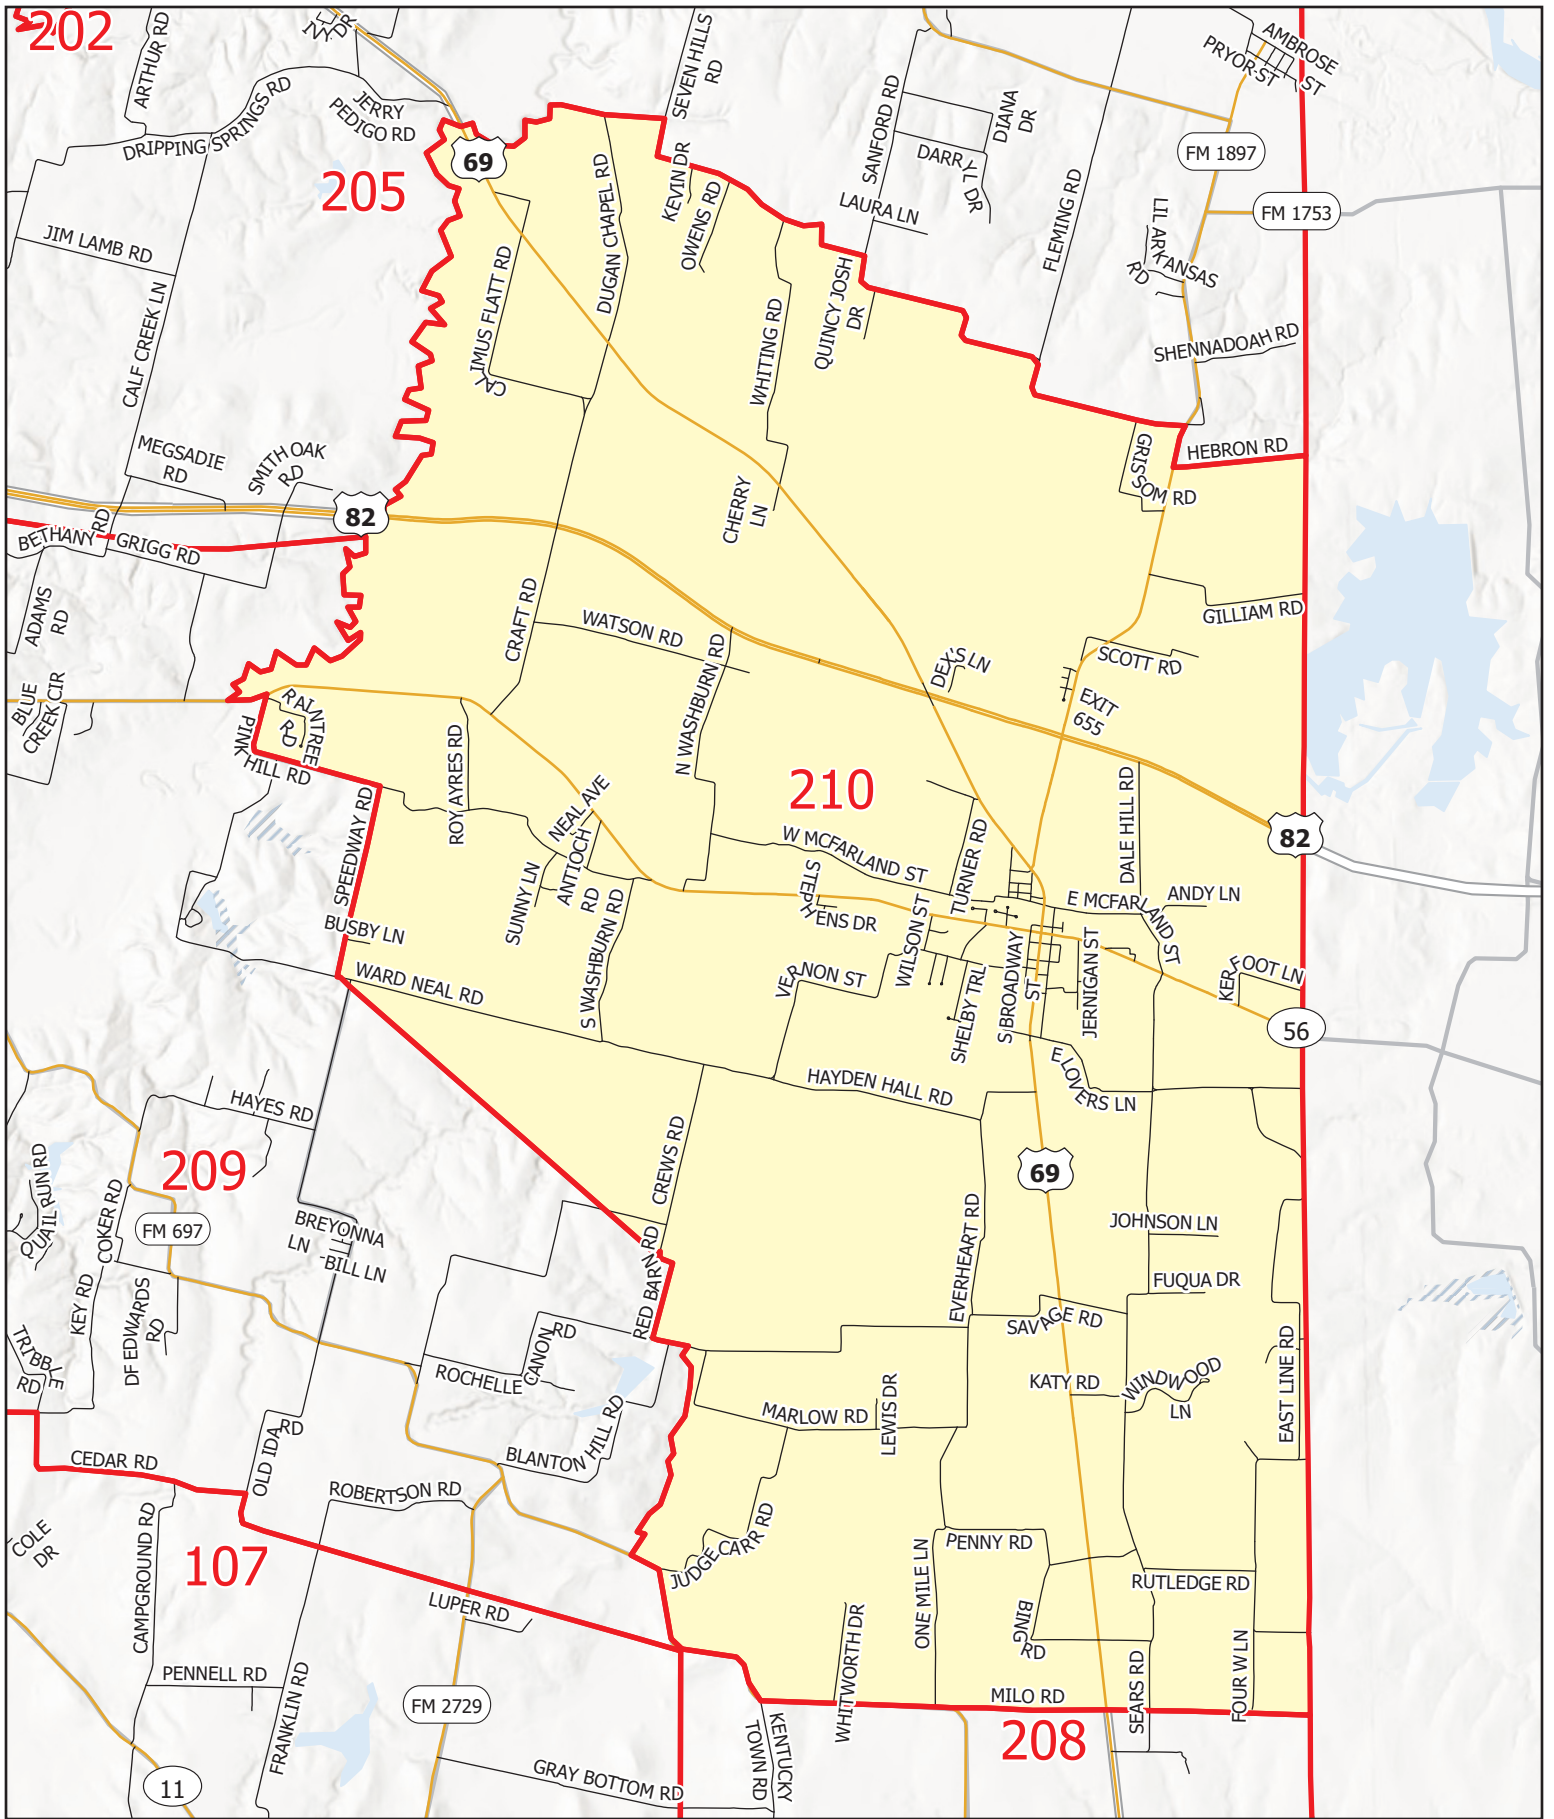 202
ARTHUR RD
DR
SEVEN HILLS
RD
AMBROSE
ST
PRYOR ST
JERRY
PEDIGO RD
DRIPPING SPRINGS RD
SANFORD RD
DIANA
DR
DARRYL DR
FM 1897
69
205
KEVIN DR
OWENS RD
DUGAN CHAPEL RD
LAURA LN
FLEMING RD
FM 1753
LIL ARKANSAS
RD
JIM LAMB RD
CALF CREEK LN
CALIMUS FLATT RD
WHITING RD
QUINCY JOSH
DR
SHENNADOAH RD
MEGSADIE
RD
SMITH OAK
RD
HEBRON RD
GRISSOM RD
CHERRY
LN
82
BETHANY RD
GRIGG RD
ADAMS
RD
CRAFT RD
WATSON RD
N WASHBURN RD
GILLIAM RD
DEX'S LN
SCOTT RD
EXIT
655
BLUE
CREEK CIR
RAINTREE
RD
PINK HILL RD
SPEEDWAY RD
ROY AYRES RD
NEAL AVE
210
W MCFARLAND ST
TURNER RD
DALE HILL RD
82
SUNNY LN
ANTIOCH
RD
STEPHENS DR
E MCFARLAND ST
ANDY LN
BUSBY LN
WARD NEAL RD
S WASHBURN RD
VERNON ST
WILSON ST
SHELBY TRL
S BROADWAY
ST
JERNIGAN ST
KERFOOT LN
56
HAYDEN HALL RD
E LOVERS LN
HAYES RD
209
QUAIL RUN RD
COKER RD
FM 697
BREYONNA
LN
BILL LN
CREWS RD
69
EVERHEART RD
JOHNSON LN
FUQUA DR
KEY RD
DF EDWARDS
RD
RED BARN RD
SAVAGE RD
EAST LINE RD
TRIBBLE
RD
CANON
RD
ROCHELLE
KATY RD
WINDWOOD
LN
MARLOW RD
LEWIS DR
OLD IDA
RD
CEDAR RD
BLANTON HILL RD
ROBERTSON RD
COLE
DR
CAMPGROUND RD
107
JUDGE CARR RD
ONE MILE LN
PENNY RD
RUTLEDGE RD
LUPER RD
WHITWORTH DR
BING
RD
SEARS RD
FOUR W LN
PENNELL RD
FRANKLIN RD
FM 2729
MILO RD
208
KENTUCKY
TOWN RD
GRAY BOTTOM RD
11